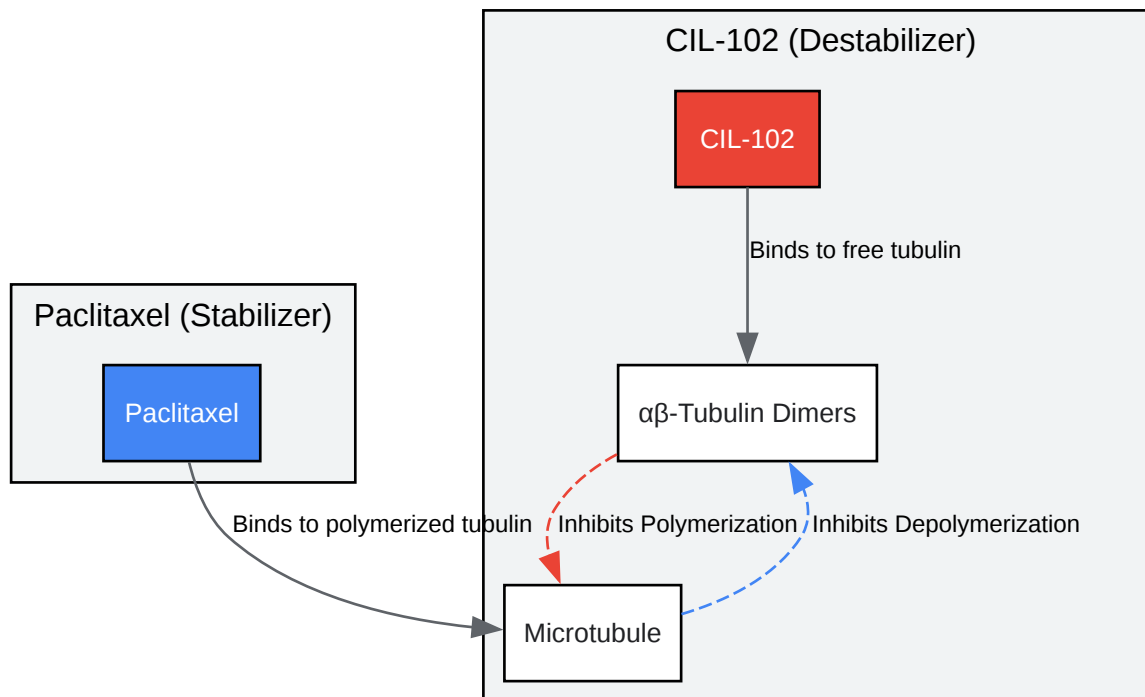 CIL-102 (Destabilizer)
CIL-102
Binds to free tubulin
Paclitaxel (Stabilizer)
Paclitaxel
αβ-Tubulin Dimers
Binds to polymerized tubulin
Inhibits Polymerization
Inhibits Depolymerization
Microtubule